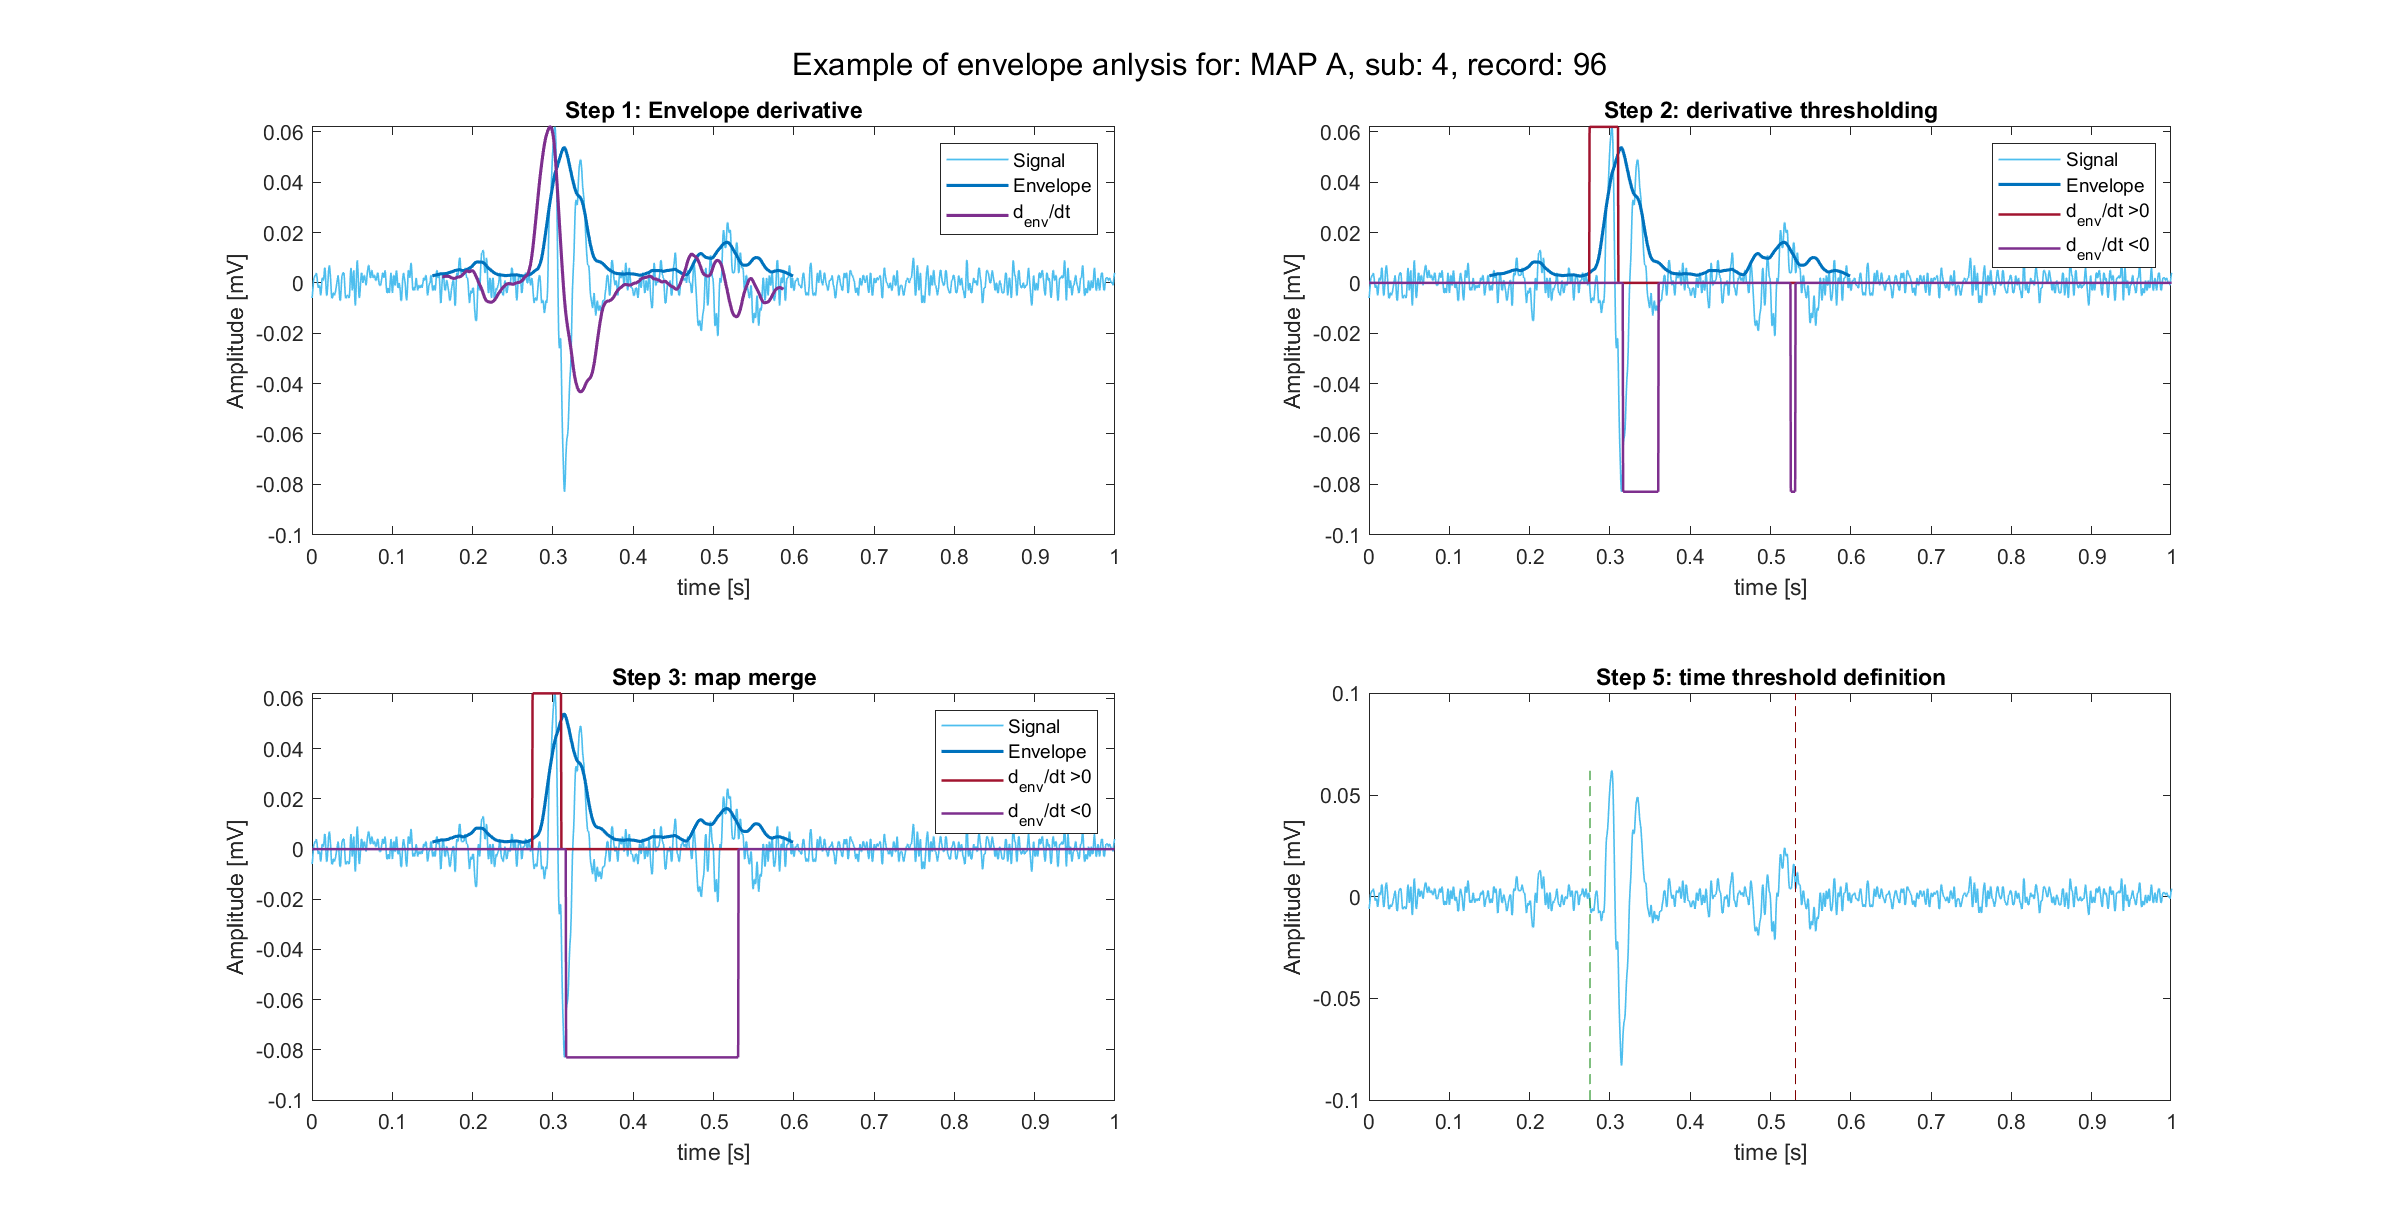 Example of envelope anlysis for: MAP A, sub: 4, record: 96
Step 1: Envelope derivative
0.06
0.04
0.02
0
-0.02
-0.04
-0.06
-0.08
-0.1
Amplitude [mV]
0 0.1 0.2 0.3 0.4 0.5 0.6 0.7 0.8 0.9 1
time [s]
Signal
Envelope
d_env/dt
Step 2: derivative thresholding
0.06
0.04
0.02
0
-0.02
-0.04
-0.06
-0.08
-0.1
Amplitude [mV]
0 0.1 0.2 0.3 0.4 0.5 0.6 0.7 0.8 0.9 1
time [s]
Signal
Envelope
d_env/dt >0
d_env/dt <0
Step 3: map merge
0.06
0.04
0.02
0
-0.02
-0.04
-0.06
-0.08
-0.1
Amplitude [mV]
0 0.1 0.2 0.3 0.4 0.5 0.6 0.7 0.8 0.9 1
time [s]
Signal
Envelope
d_env/dt >0
d_env/dt <0
Step 5: time threshold definition
0.1
0.05
0
-0.05
-0.1
Amplitude [mV]
0 0.1 0.2 0.3 0.4 0.5 0.6 0.7 0.8 0.9 1
time [s]